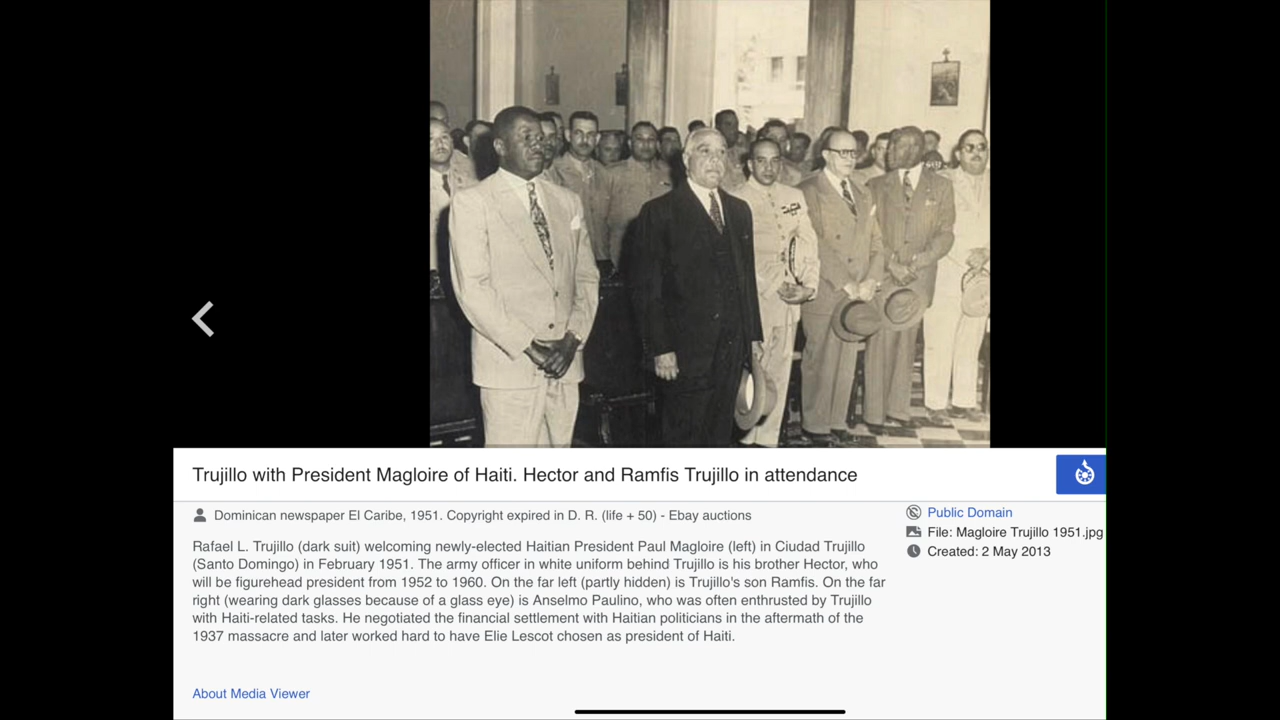 Trujillo with President Magloire of Haiti. Hector and Ramfis Trujillo in attendance
Dominican newspaper El Caribe, 1951. Copyright expired in D. R. (life + 50) - Ebay auctions
Rafael L. Trujillo (dark suit) welcoming newly-elected Haitian President Paul Magloire (left) in Ciudad Trujillo
(Santo Domingo) in February 1951. The army officer in white uniform behind Trujillo is his brother Hector, who
will be figurehead president from 1952 to 1960. On the far left (partly hidden) is Trujillo's son Ramfis. On the far
right (wearing dark glasses because of a glass eye) is Anselmo Paulino, who was often enthrusted by Trujillo
with Haiti-related tasks. He negotiated the financial settlement with Haitian politicians in the aftermath of the
1937 massacre and later worked hard to have Elie Lescot chosen as president of Haiti.
Public Domain
File: Magloire Trujillo 1951.jpg
Created: 2 May 2013
About Media Viewer